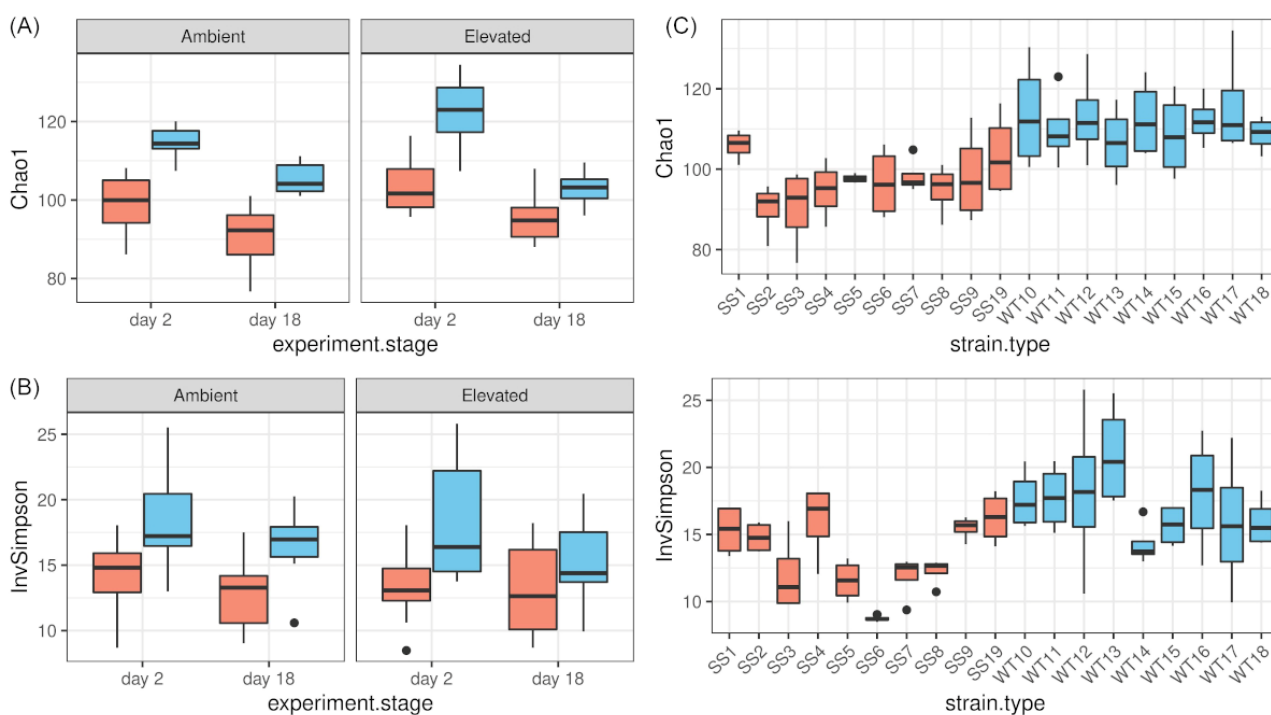 (A)
Ambient
Elevated
Chao1
120
100
80
day 2
day 18
day 2
day 18
experiment.stage
(C)
Chao1
120
100
80
SS1 SS2 SS3 SS4 SS5 SS6 SS7 SS8 SS9 SS19 WT10 WT11 WT12 WT13 WT14 WT15 WT16 WT17 WT18
strain.type
(B)
Ambient
Elevated
InvSimpson
25
20
15
10
day 2
day 18
day 2
day 18
experiment.stage
InvSimpson
25
20
15
10
SS1 SS2 SS3 SS4 SS5 SS6 SS7 SS8 SS9 SS19 WT10 WT11 WT12 WT13 WT14 WT15 WT16 WT17 WT18
strain.type